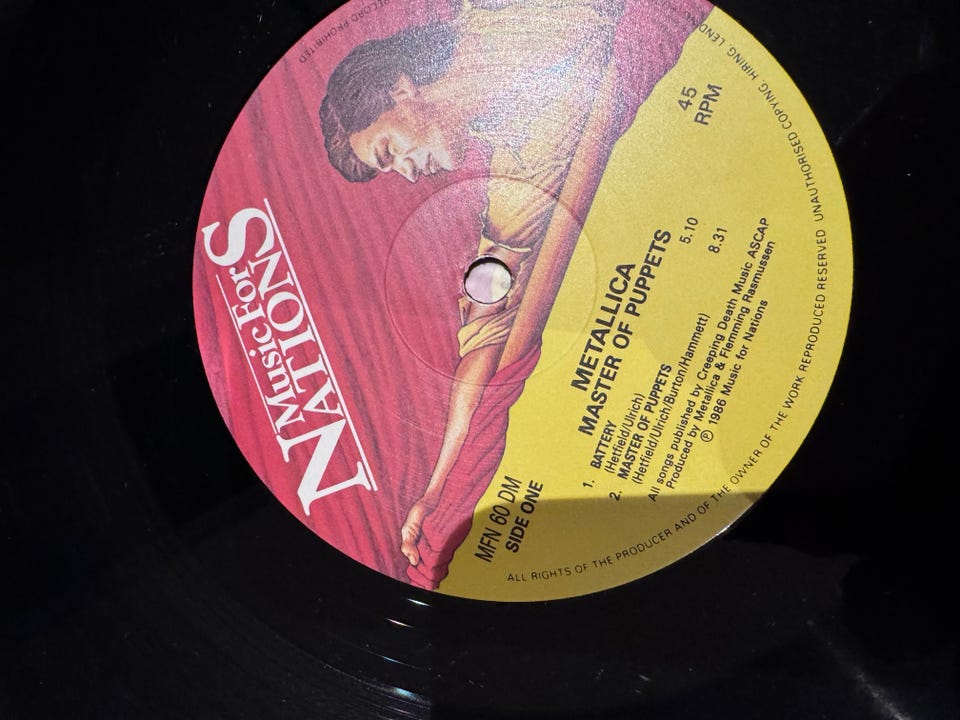 Music For
NATIONS
45
RPM
METALLICA
MASTER OF PUPPETS
1. BATTERY 5.10
(Hetfield/Ulrich)
2. MASTER OF PUPPETS 8.31
(Hetfield/Ulrich/Burton/Hammett)
All songs published by Creeping Death Music ASCAP
Produced by Metallica & Flemming Rasmussen
℗ 1986 Music for Nations
MFN 60 DM
SIDE ONE
ALL RIGHTS OF THE PRODUCER AND OF THE OWNER OF THE WORK REPRODUCED RESERVED UNAUTHORISED COPYING, HIRING, LENDING, RECORD PROHIBITED